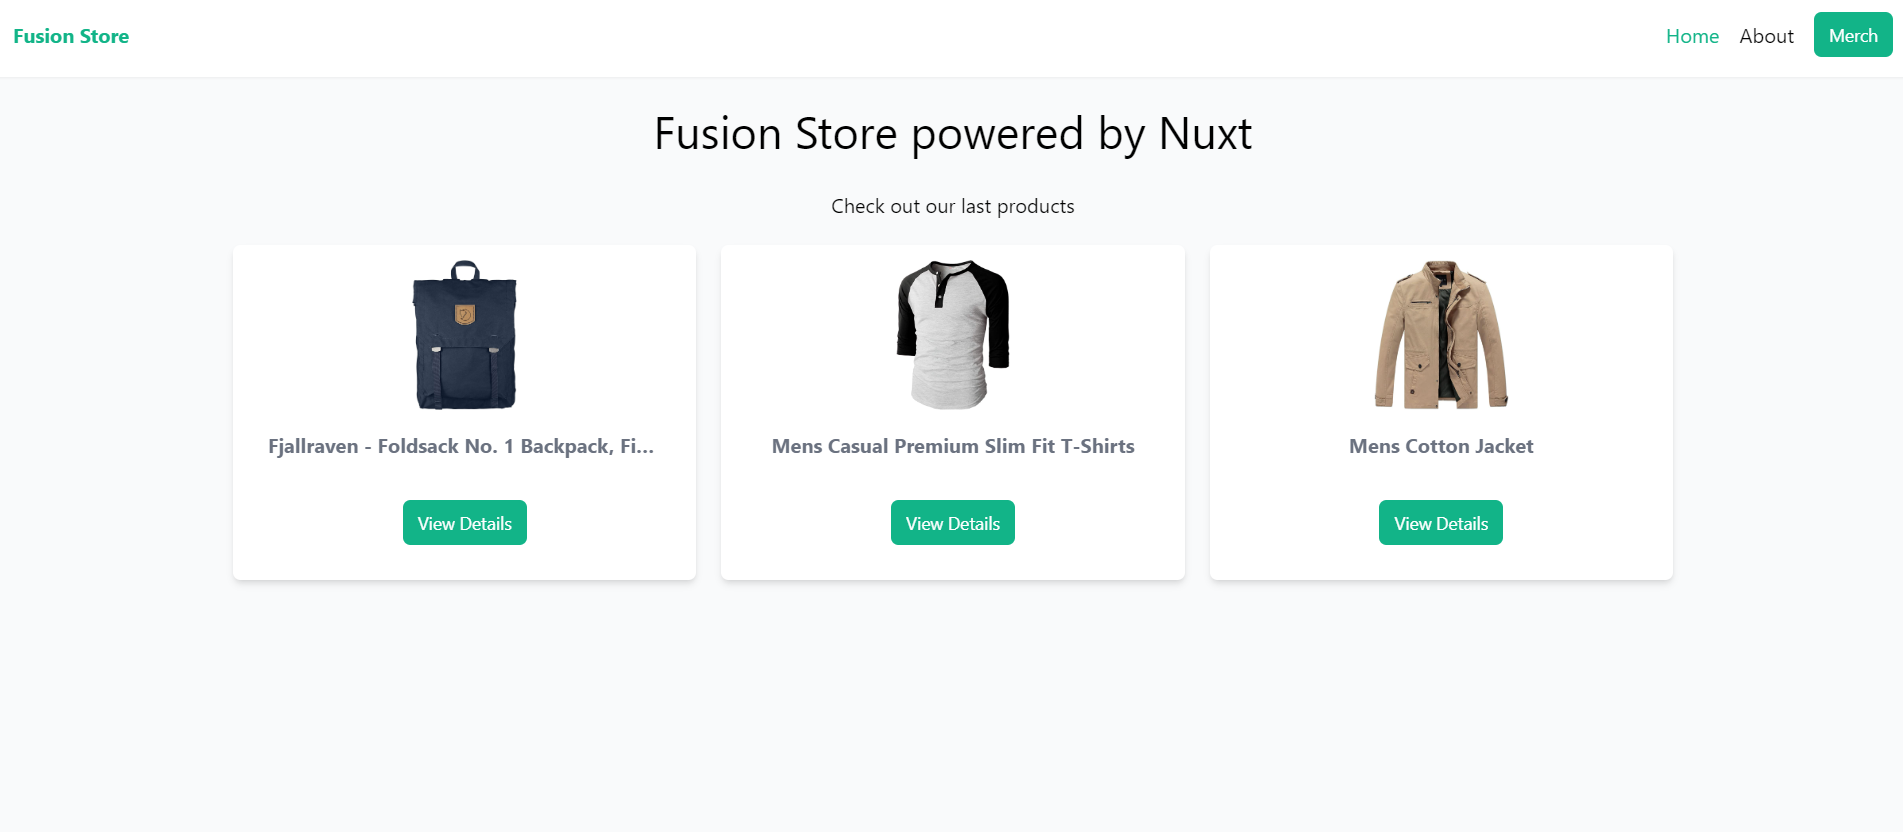 Fusion Store
Home
About
Merch
Fusion Store powered by Nuxt
Check out our last products
Fjallraven - Foldsack No. 1 Backpack, Fi...
Mens Casual Premium Slim Fit T-Shirts
Mens Cotton Jacket
View Details
View Details
View Details